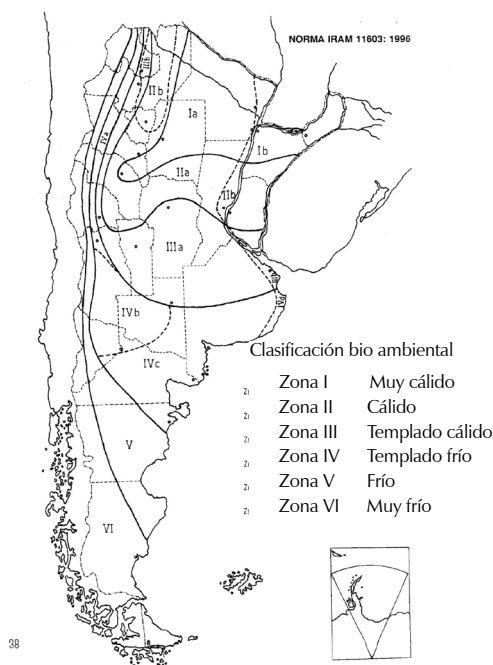 NORMA IRAM 11603: 1996
IIIb
IIb
Ia
IVa
Ib
IIa
IIb
IIIa
IVb
IVc
V
VI
Clasificación bio ambiental
Zona I Muy cálido
Zona II Cálido
Zona III Templado cálido
Zona IV Templado frío
Zona V Frío
Zona VI Muy frío
38